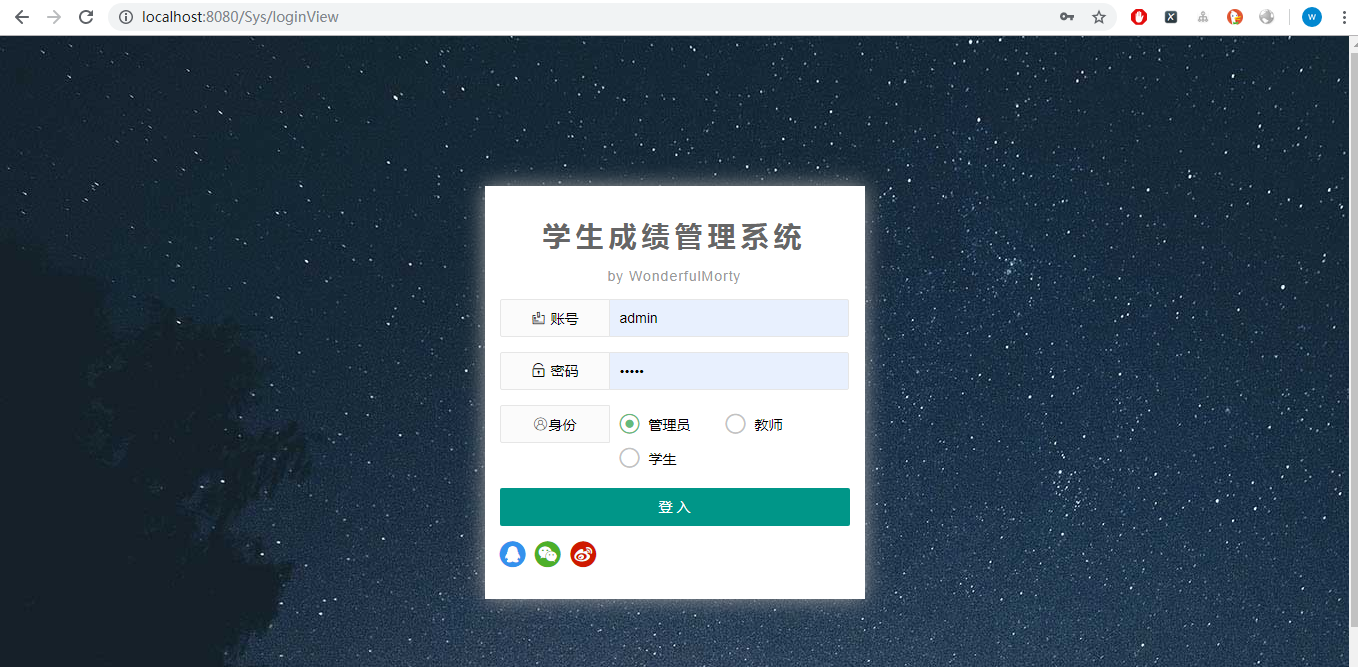 localhost:8080/Sys/loginView
W
学生成绩管理系统
by WonderfulMorty
账号 admin
密码 •••••
身份 管理员 教师
学生
登入